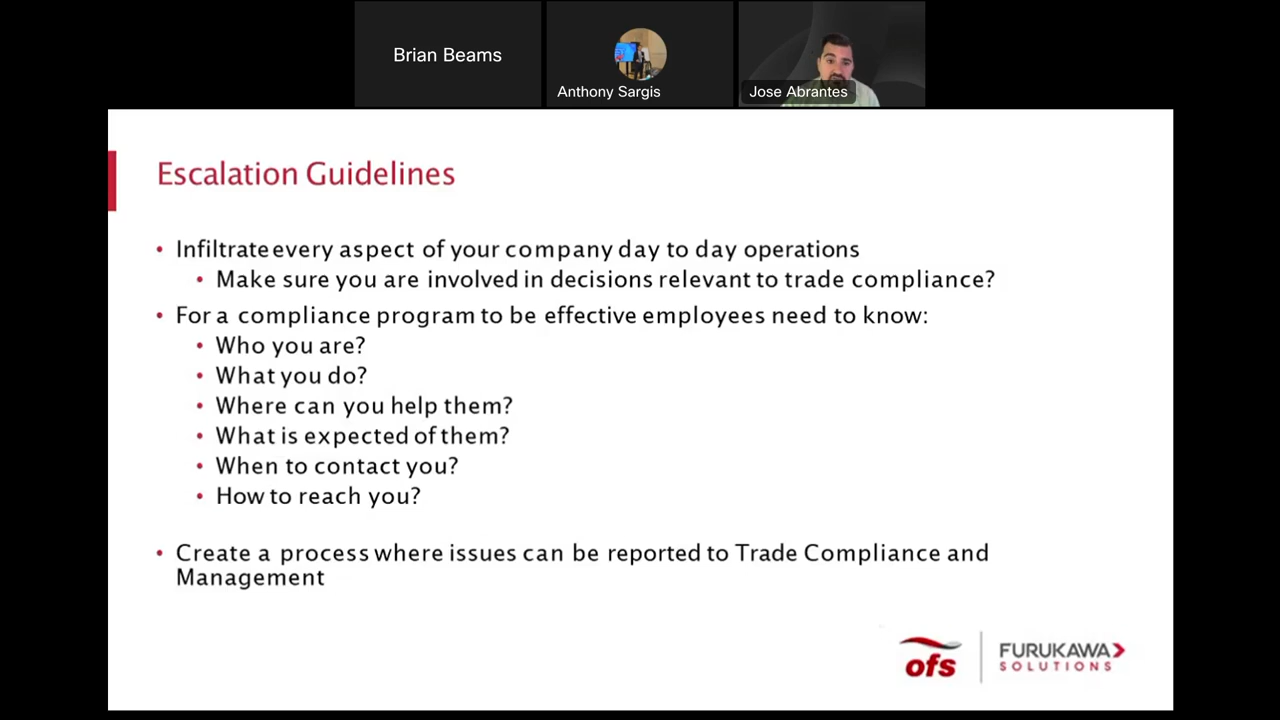 Brian Beams
Anthony Sargis
Jose Abrantes
Escalation Guidelines
• Infiltrate every aspect of your company day to day operations
• Make sure you are involved in decisions relevant to trade compliance?
• For a compliance program to be effective employees need to know:
• Who you are?
• What you do?
• Where can you help them?
• What is expected of them?
• When to contact you?
• How to reach you?
• Create a process where issues can be reported to Trade Compliance and
Management
ofs
FURUKAWA
SOLUTIONS